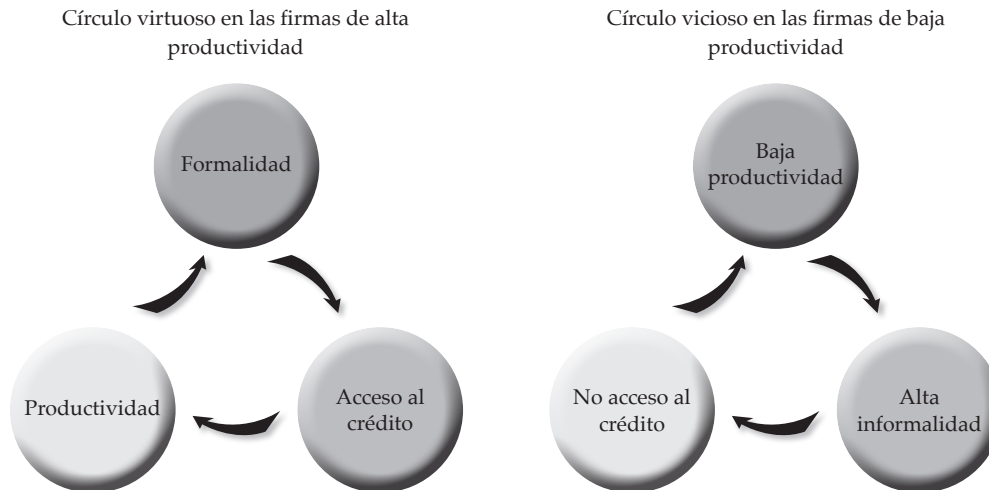 Círculo virtuoso en las firmas de alta
productividad
Formalidad
Productividad
Acceso al
crédito
Círculo vicioso en las firmas de baja
productividad
Baja
productividad
No acceso al
crédito
Alta
informalidad